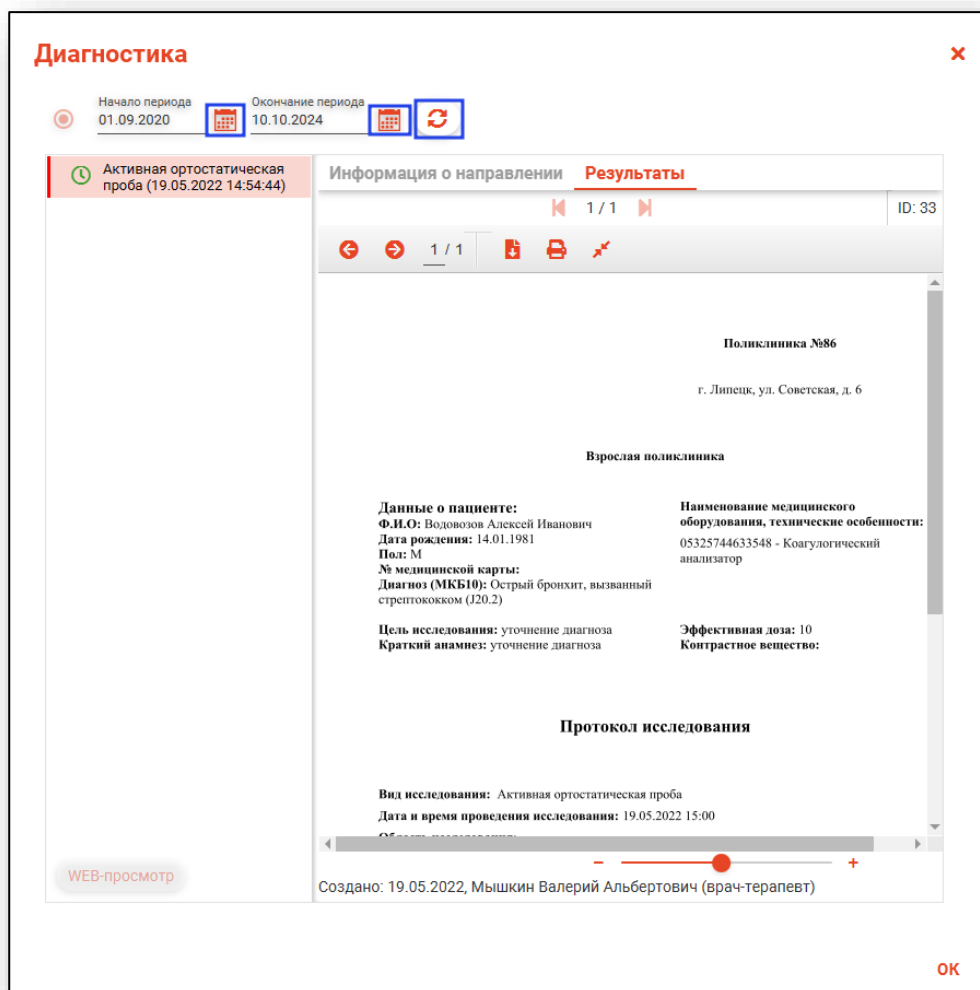 Диагностика
Начало периода
01.09.2020
Окончание периода
10.10.2024
Активная ортостатическая
проба (19.05.2022 14:54:44)
Информация о направлении Результаты
1 / 1
ID: 33
1 / 1
Поликлиника №86
г. Липецк, ул. Советская, д. 6
Взрослая поликлиника
Данные о пациенте:
Ф.И.О: Водовозов Алексей Иванович
Дата рождения: 14.01.1981
Пол: М
№ медицинской карты:
Диагноз (МКБ10): Острый бронхит, вызванный
стрептококком (J20.2)
Наименование медицинского
оборудования, технические особенности:
05325744633548 - Коагулогический
анализатор
Цель исследования: уточнение диагноза
Краткий анамнез: уточнение диагноза
Эффективная доза: 10
Контрастное вещество:
Протокол исследования
Вид исследования: Активная ортостатическая проба
Дата и время проведения исследования: 19.05.2022 15:00
WEB-просмотр
Создано: 19.05.2022, Мышкин Валерий Альбертович (врач-терапевт)
ОК